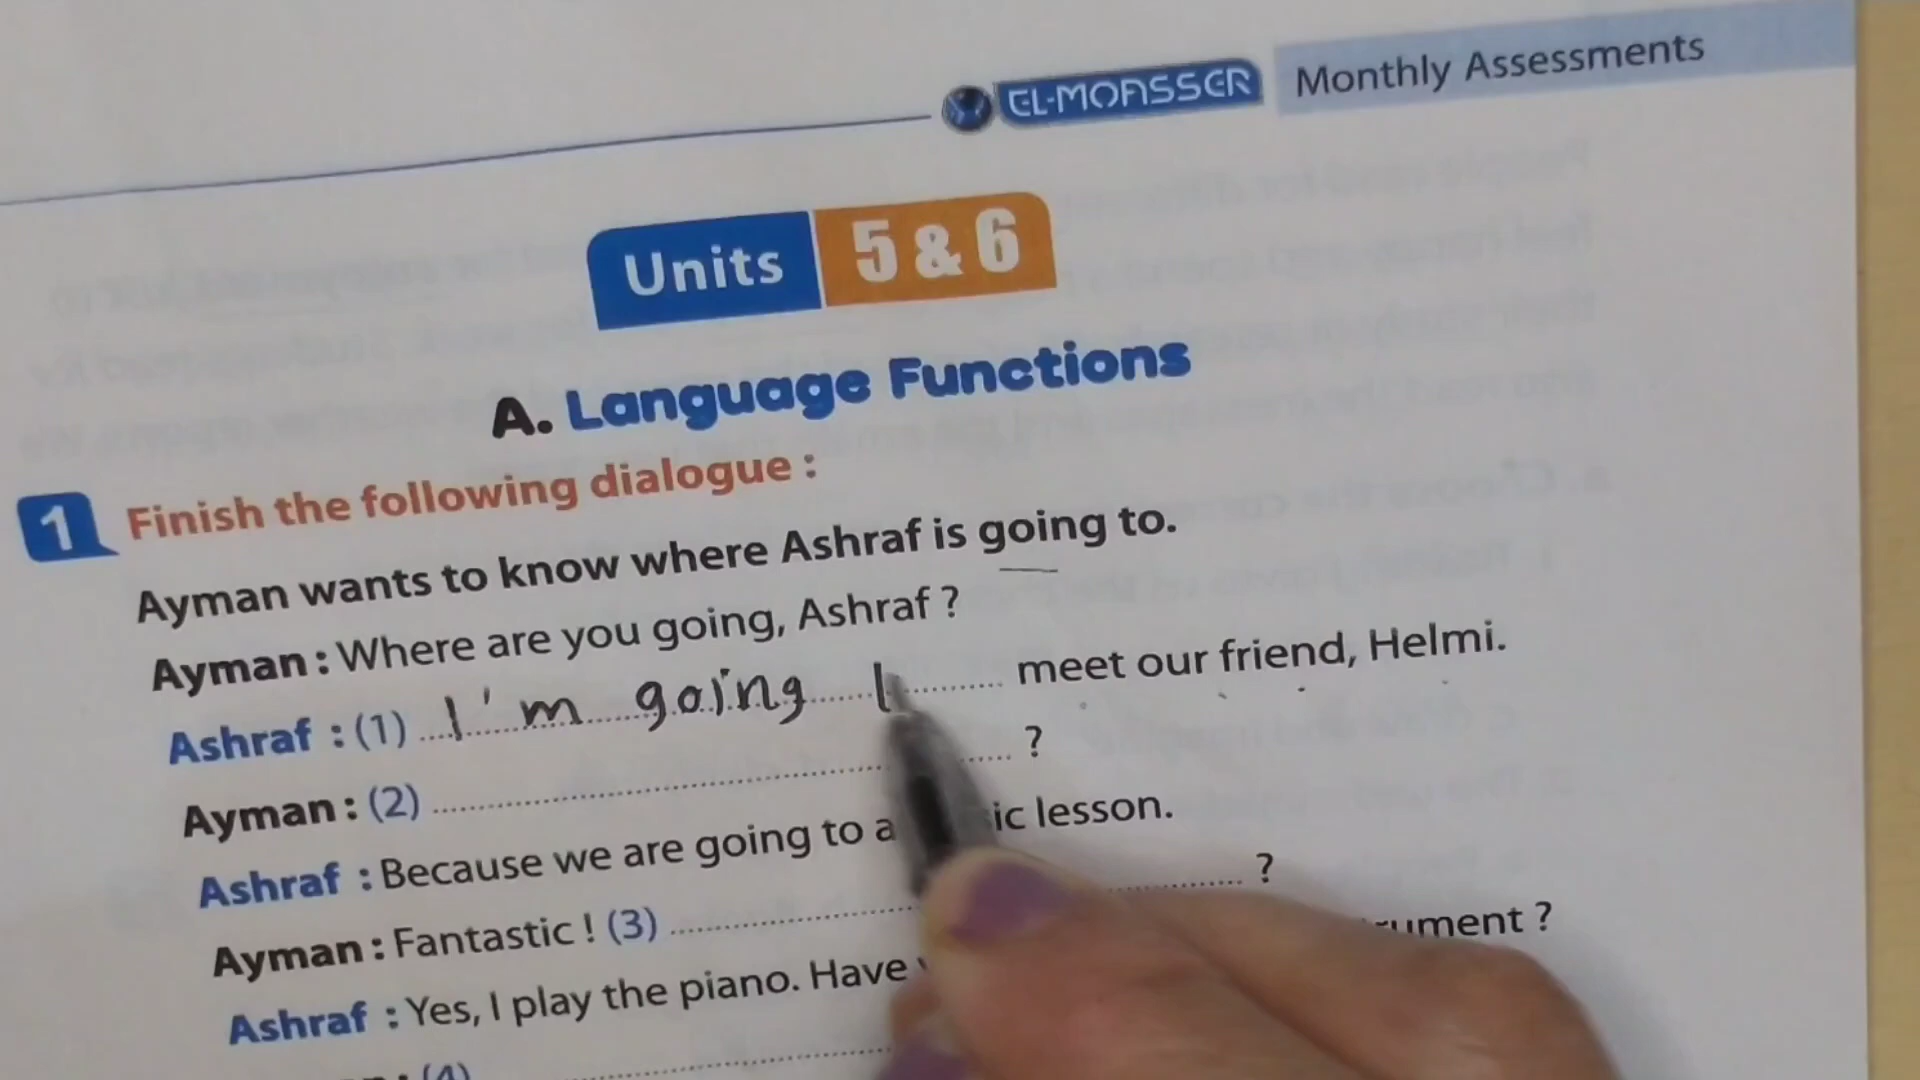 EL-MOASSER Monthly Assessments
Units 5 & 6
A. Language Functions
1 Finish the following dialogue :
Ayman wants to know where Ashraf is going to.
Ayman : Where are you going, Ashraf ?
Ashraf : (1) I'm going meet our friend, Helmi.
Ayman : (2) ?
Ashraf : Because we are going to a lesson.
Ayman : Fantastic ! (3) ?
Ashraf : Yes, I play the piano. Have ?
(4)